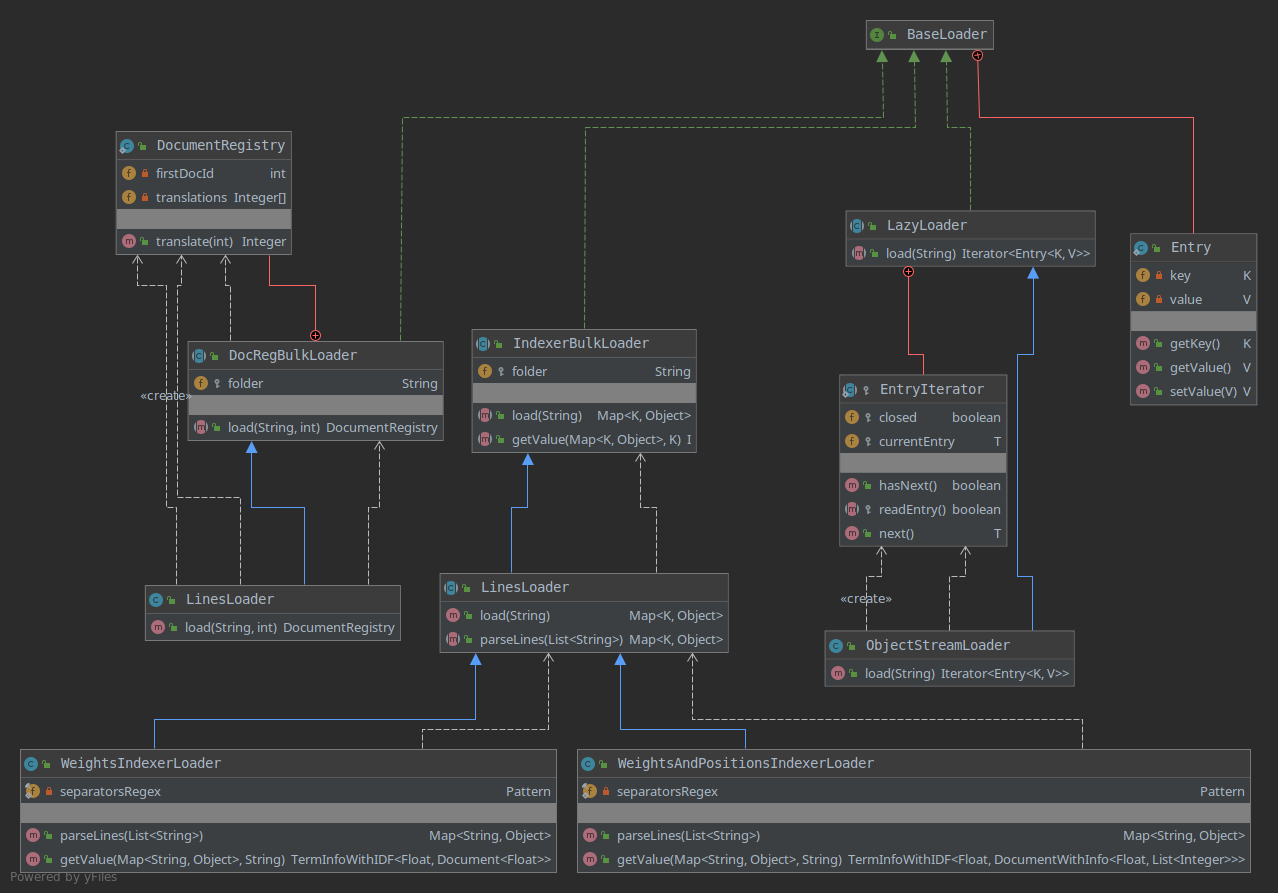 BaseLoader
DocumentRegistry
firstDocId int
translations Integer[]
translate(int) Integer
LazyLoader
load(String) Iterator<Entry<K, V>>
Entry
key K
value V
getKey() K
getValue() V
setValue(V) V
DocRegBulkLoader
folder String
load(String, int) DocumentRegistry
IndexerBulkLoader
folder String
load(String) Map<K, Object>
getValue(Map<K, Object>, K) I
EntryIterator
closed boolean
currentEntry T
hasNext() boolean
readEntry() boolean
next() T
«create»
LinesLoader
load(String, int) DocumentRegistry
LinesLoader
load(String) Map<K, Object>
parseLines(List<String>) Map<K, Object>
«create»
ObjectStreamLoader
load(String) Iterator<Entry<K, V>>
WeightsIndexerLoader
separatorsRegex Pattern
parseLines(List<String>) Map<String, Object>
getValue(Map<String, Object>, String) TermInfoWithIDF<Float, Document<Float>>
WeightsAndPositionsIndexerLoader
separatorsRegex Pattern
parseLines(List<String>) Map<String, Object>
getValue(Map<String, Object>, String) TermInfoWithIDF<Float, DocumentWithInfo<Float, List<Integer>>>
Powered by yFiles